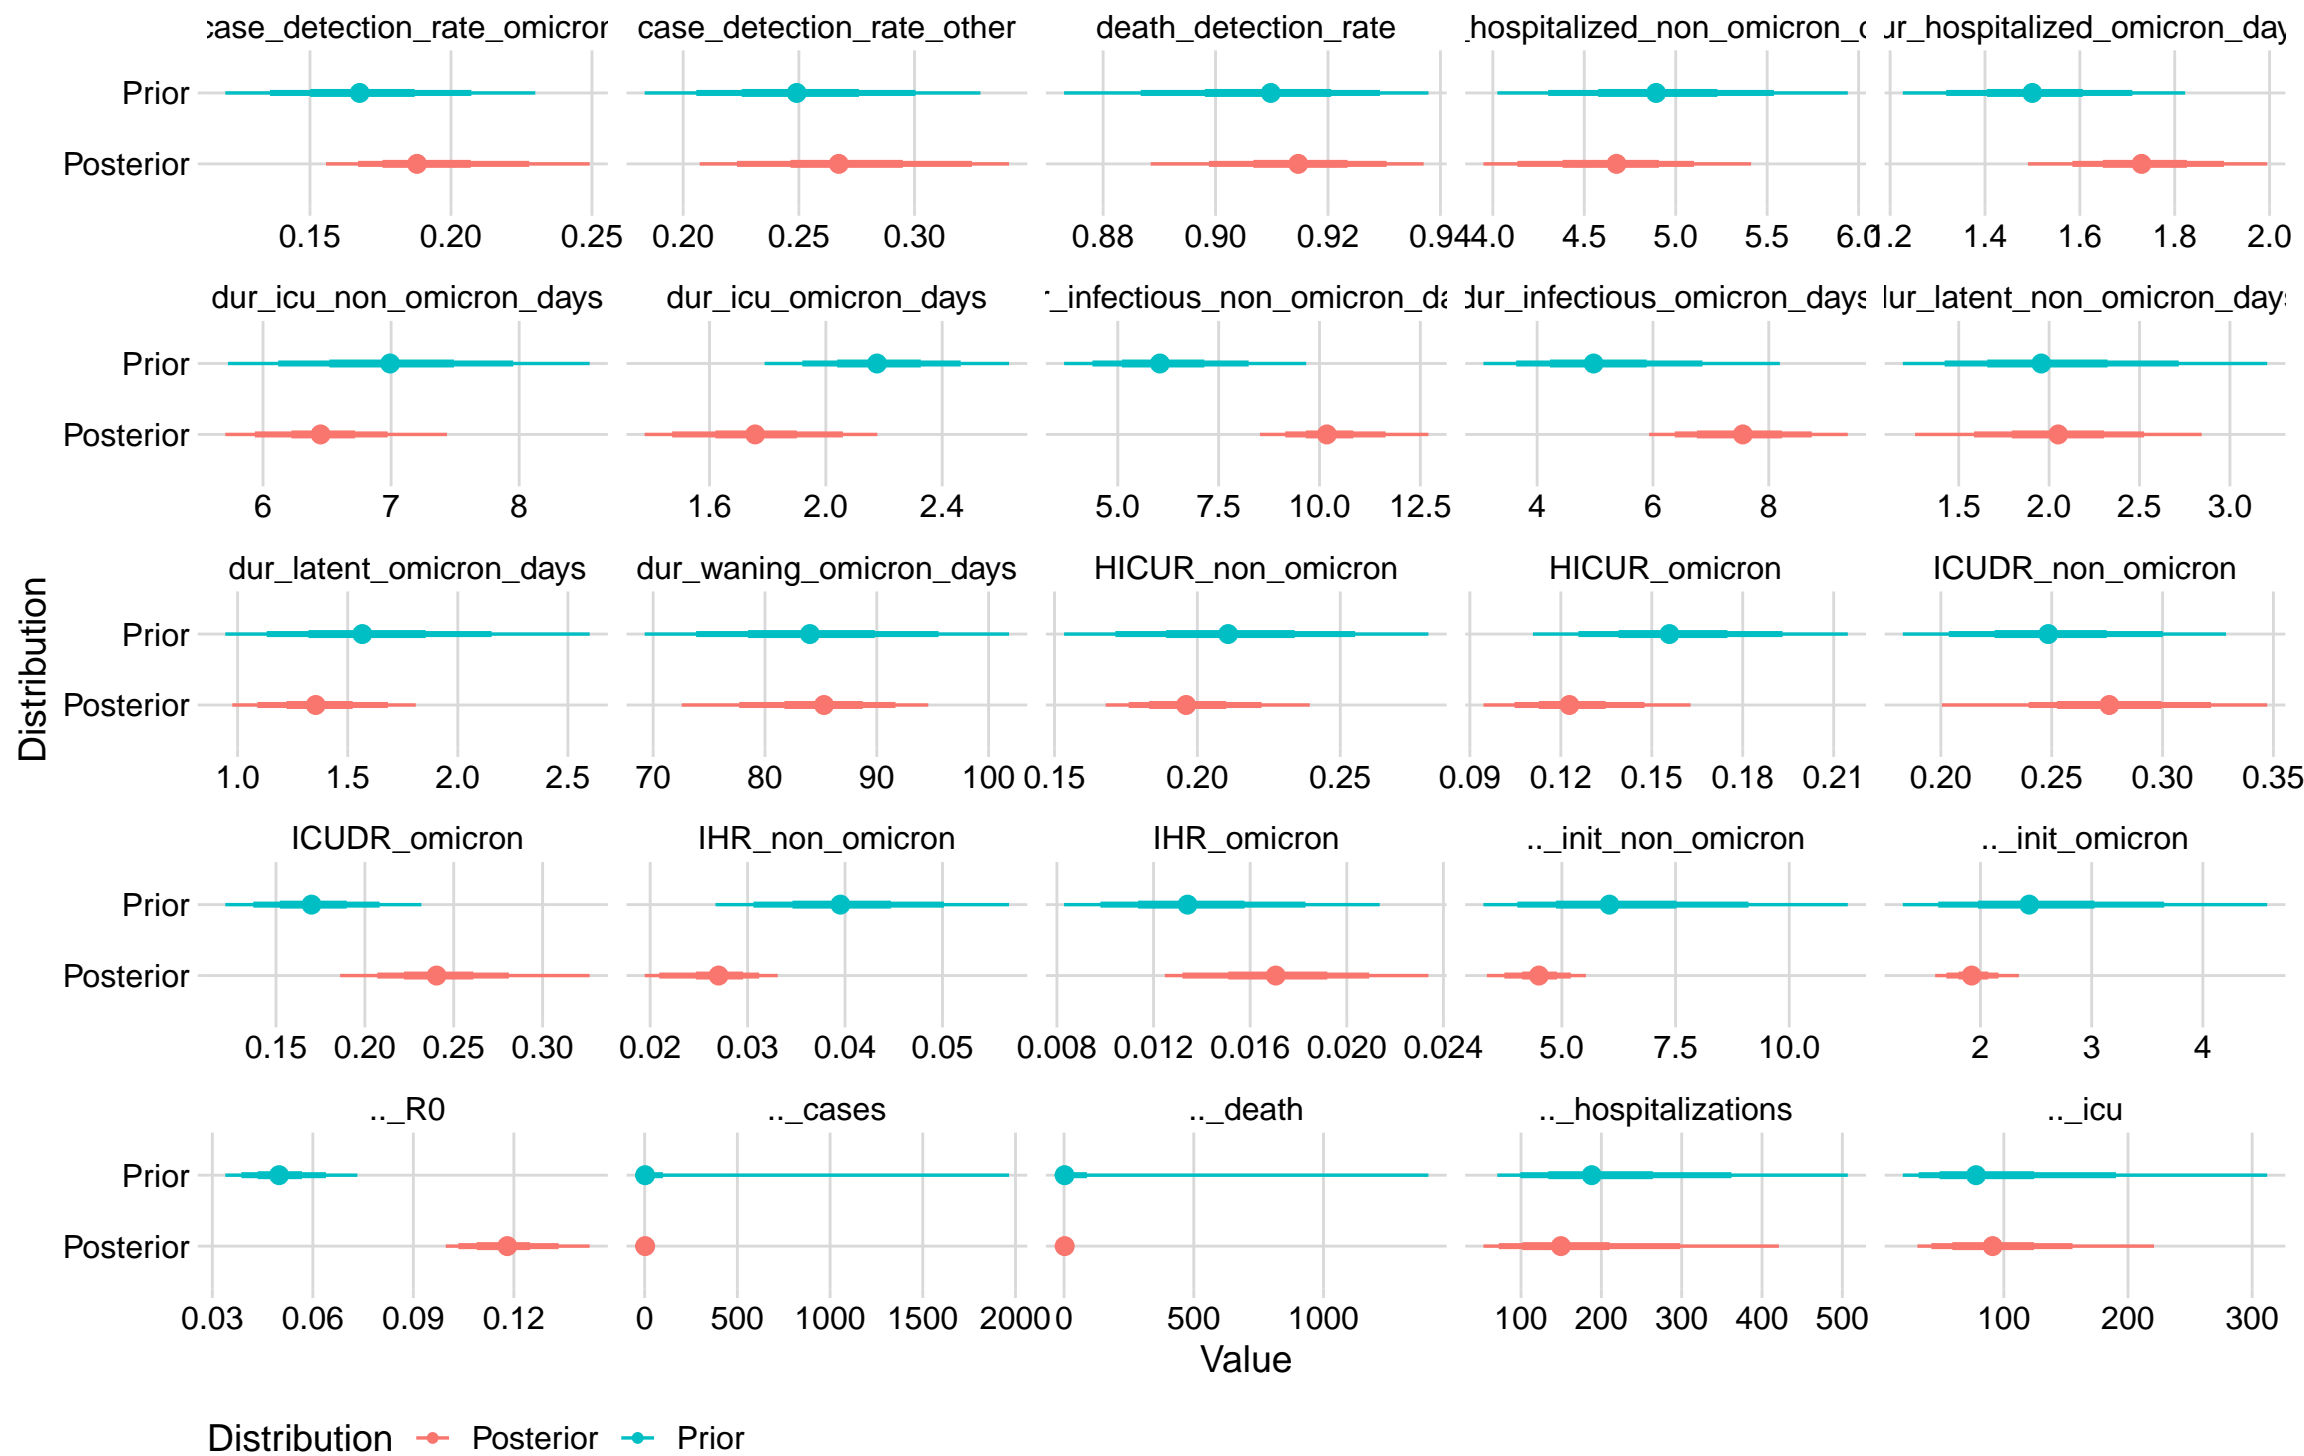 case_detection_rate_omicron case_detection_rate_other death_detection_rate _hospitalized_non_omicron_ ur_hospitalized_omicron_day
Prior
Posterior
0.15 0.20 0.25 0.20 0.25 0.30 0.88 0.90 0.92 0.94 4.0 4.5 5.0 5.5 6.0 1.2 1.4 1.6 1.8 2.0
dur_icu_non_omicron_days dur_icu_omicron_days r_infectious_non_omicron_da dur_infectious_omicron_days dur_latent_non_omicron_days
Prior
Posterior
6 7 8 1.6 2.0 2.4 5.0 7.5 10.0 12.5 4 6 8 1.5 2.0 2.5 3.0
dur_latent_omicron_days dur_waning_omicron_days HICUR_non_omicron HICUR_omicron ICUDR_non_omicron
Prior
Posterior
1.0 1.5 2.0 2.5 70 80 90 100 0.15 0.20 0.25 0.09 0.12 0.15 0.18 0.21 0.20 0.25 0.30 0.35
Distribution
ICUDR_omicron IHR_non_omicron IHR_omicron .._init_non_omicron .._init_omicron
Prior
Posterior
0.15 0.20 0.25 0.30 0.02 0.03 0.04 0.05 0.008 0.012 0.016 0.020 0.024 5.0 7.5 10.0 2 3 4
.._R0 .._cases .._death .._hospitalizations .._icu
Prior
Posterior
0.03 0.06 0.09 0.12 0 500 1000 1500 2000 0 500 1000 100 200 300 400 500 100 200 300
Value
Distribution Posterior Prior